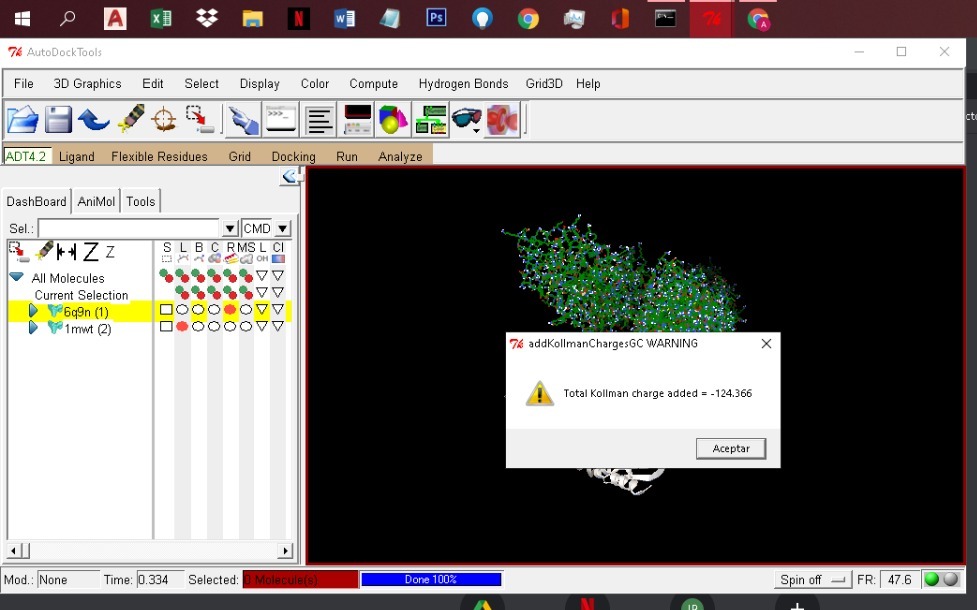 AutoDockTools
File 3D Graphics Edit Select Display Color Compute Hydrogen Bonds Grid3D Help
ADT4.2 Ligand Flexible Residues Grid Docking Run Analyze
DashBoard AniMol Tools
Sel.: CMD
Z Z S L B C R MS L Cl
All Molecules
Current Selection
6q9n (1)
1mwt (2)
addKollmanChargesGC WARNING
Total Kollman charge added = -124.366
Aceptar
Mod.: None Time: 0.334 Selected: 0 Molecule(s) Done 100% Spin off FR: 47.6